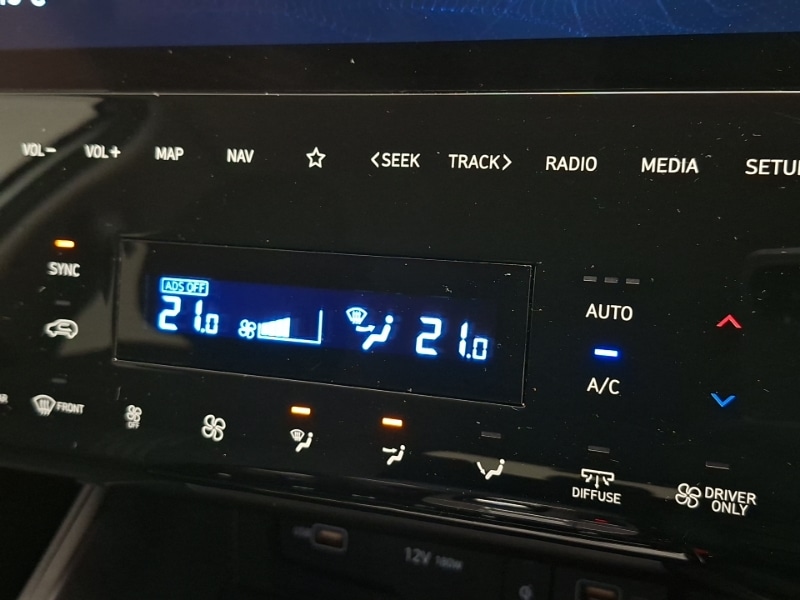 VOL- VOL+ MAP NAV <SEEK TRACK> RADIO MEDIA SETU
SYNC
ADS OFF
21.0 21.0
AUTO
A/C
FRONT
OFF
DIFFUSE
DRIVER
ONLY
12V 180W